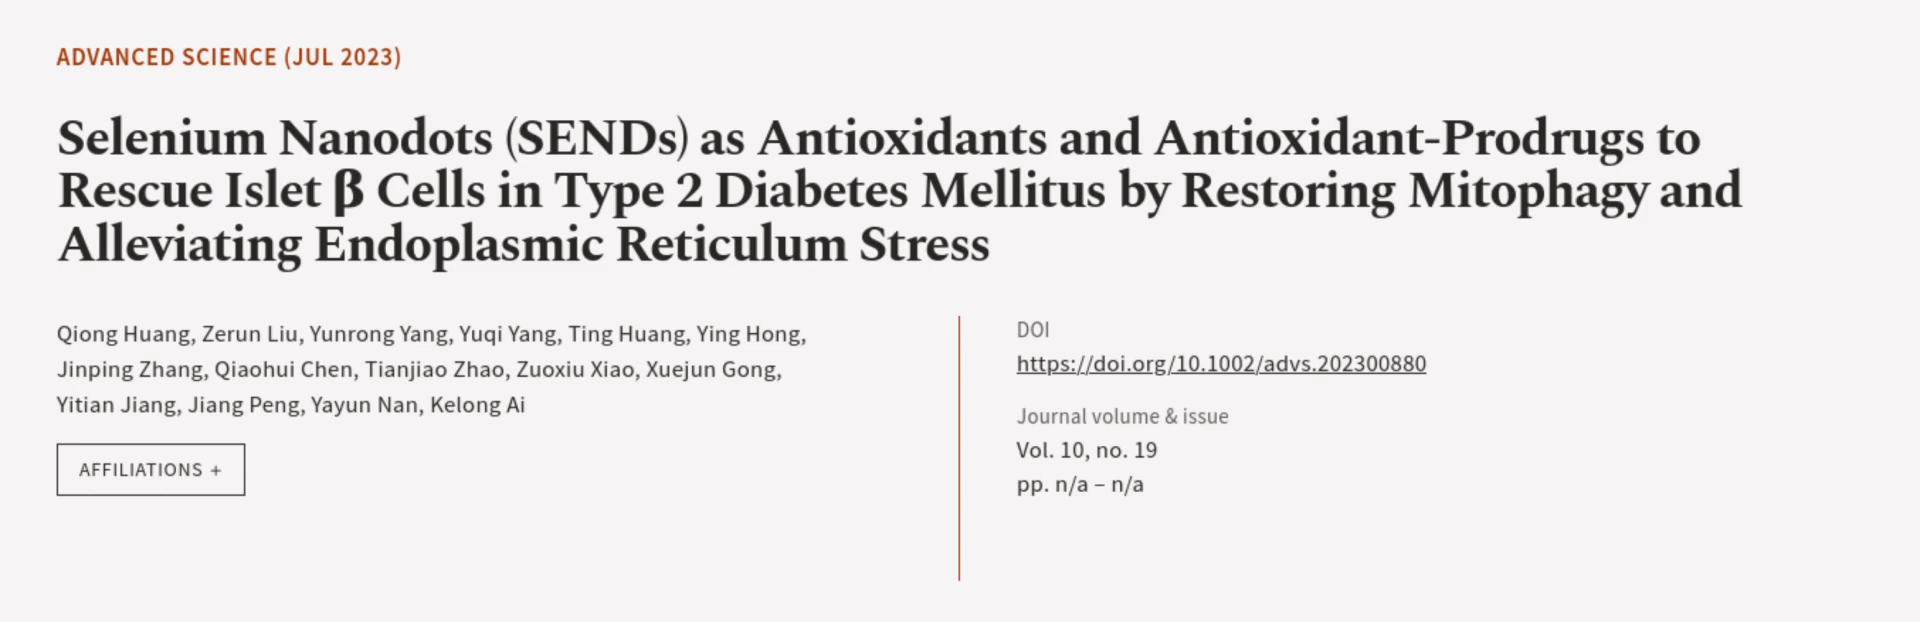 ADVANCED SCIENCE (JUL 2023)
Selenium Nanodots (SENDs) as Antioxidants and Antioxidant-Prodrugs to
Rescue Islet β Cells in Type 2 Diabetes Mellitus by Restoring Mitophagy and
Alleviating Endoplasmic Reticulum Stress
Qiong Huang, Zerun Liu, Yunrong Yang, Yuqi Yang, Ting Huang, Ying Hong,
Jinping Zhang, Qiaohui Chen, Tianjiao Zhao, Zuoxiu Xiao, Xuejun Gong,
Yitian Jiang, Jiang Peng, Yayun Nan, Kelong Ai
AFFILIATIONS +
DOI
https://doi.org/10.1002/advs.202300880
Journal volume & issue
Vol. 10, no. 19
pp. n/a – n/a